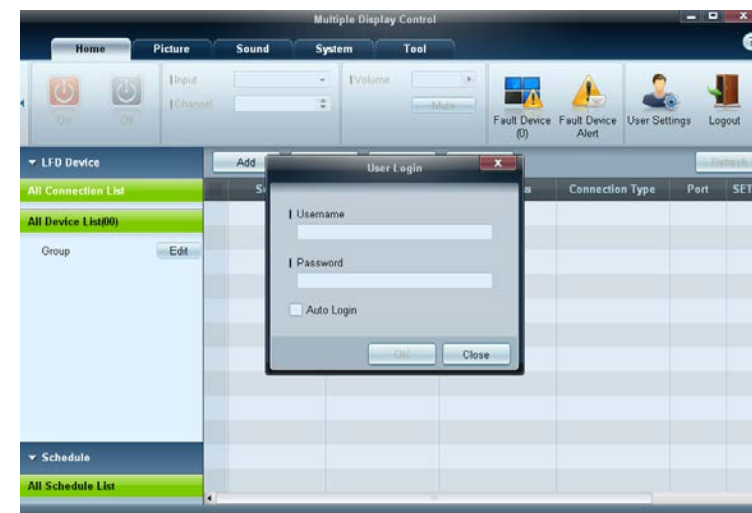 Multiple Display Control
Home Picture Sound System Tool
Input
Channel
Volume
Mute
On Off
Fault Device (0)
Fault Device Alert
User Settings
Logout
LFD Device
All Connection List
All Device List(00)
Group Edit
Schedule
All Schedule List
Add
Refresh
Connection Type Port SET
User Login
Username
Password
Auto Login
OK Close